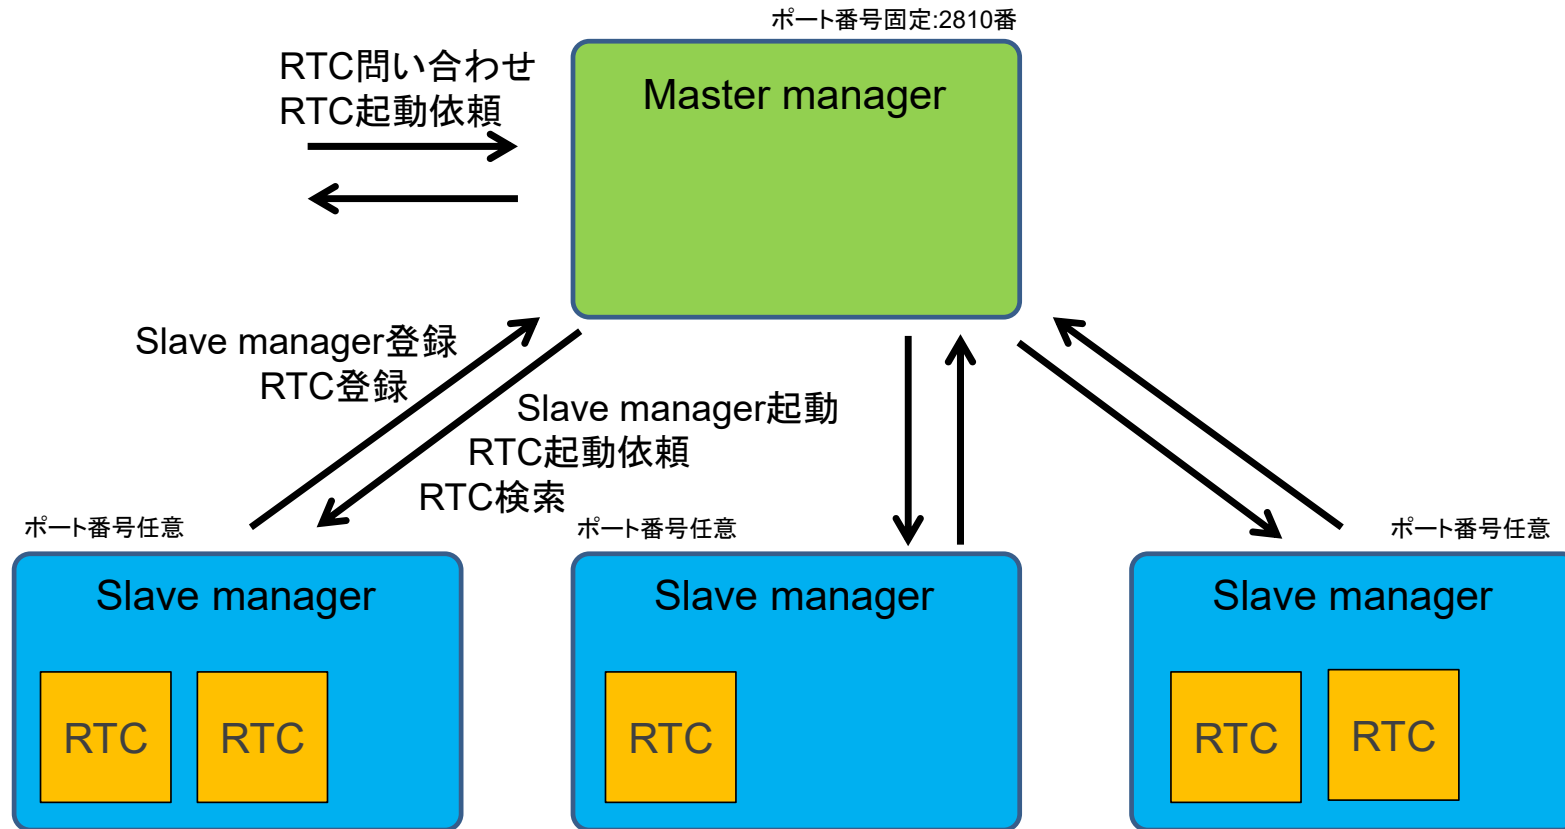 ポート番号固定:2810番
RTC問い合わせ
RTC起動依頼
Master manager
Slave manager登録
RTC登録
Slave manager起動
RTC起動依頼
RTC検索
ポート番号任意
ポート番号任意
ポート番号任意
Slave manager
Slave manager
Slave manager
RTC
RTC
RTC
RTC
RTC